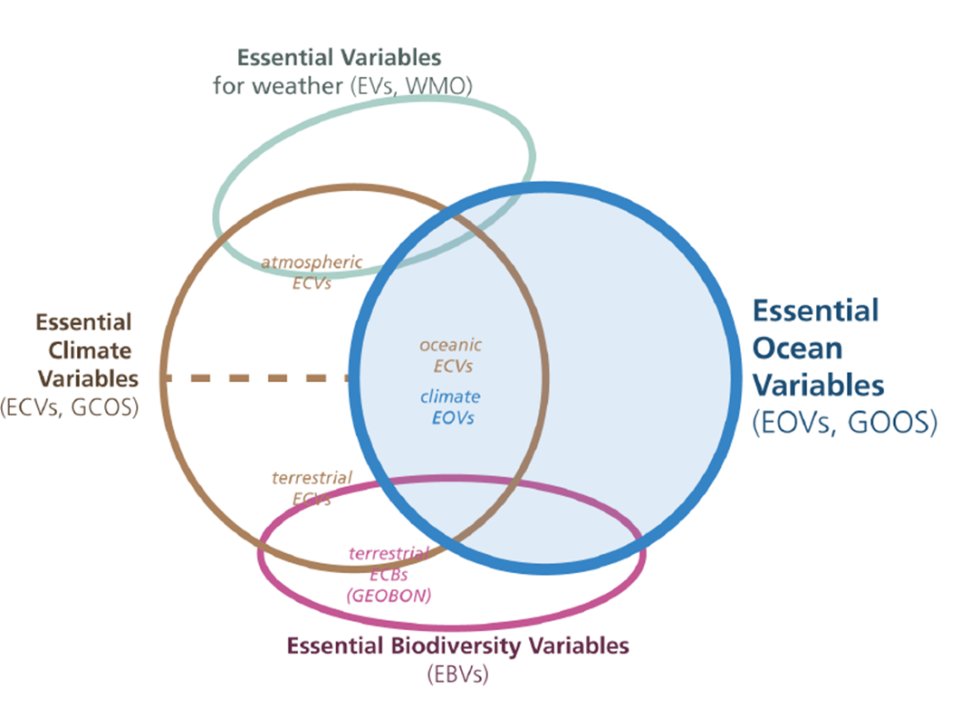 Essential Variables
for weather (EVs, WMO)
atmospheric
ECVs
Essential
Climate
Variables
(ECVs, GCOS)
oceanic
ECVs
climate
EOVs
Essential
Ocean
Variables
(EOVs, GOOS)
terrestrial
ECVs
terrestrial
ECBs
(GEOBON)
Essential Biodiversity Variables
(EBVs)